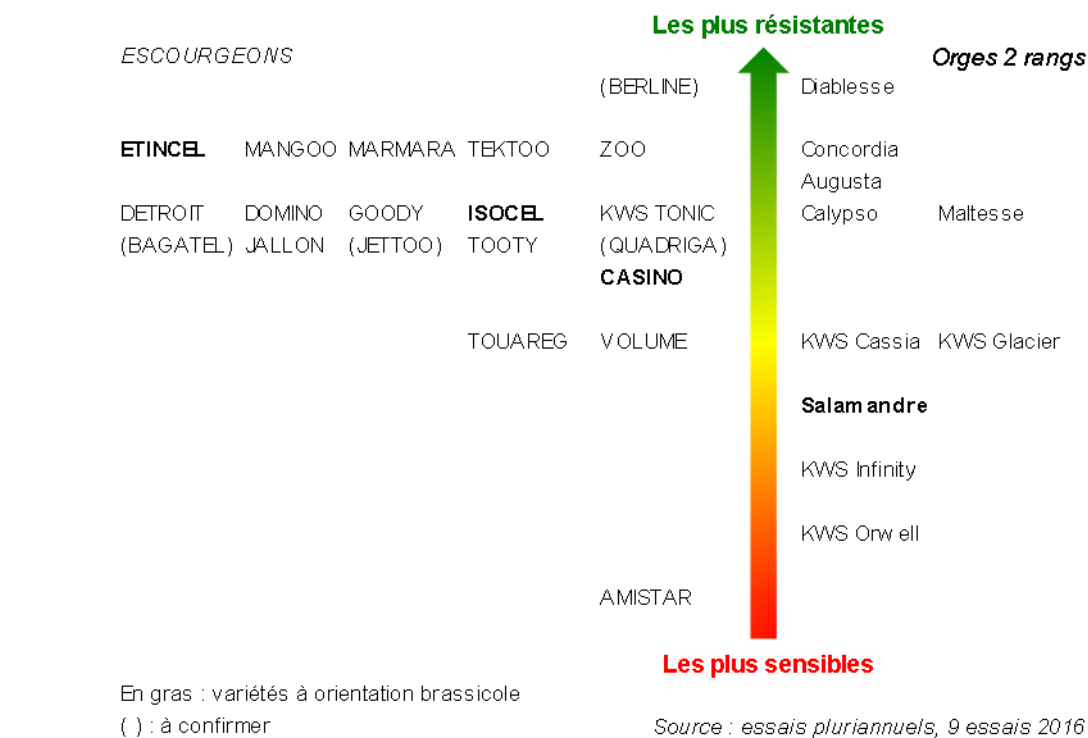 Les plus résistantes
ESCOURGEONS Orges 2 rangs
(BERLINE) Diablesse
ETINCEL MANGOO MARMARA TEKTOO ZOO Concordia
Augusta
DETROIT DOMINO GOODY ISOCEL KWS TONIC Calypso Maltesse
(BAGATEL) JALLON (JETTOO) TOOTY (QUADRIGA)
CASINO
TOUAREG VOLUME KWS Cassia KWS Glacier
Salamandre
KWS Infinity
KWS Orwell
AMISTAR
Les plus sensibles
En gras : variétés à orientation brassicole
( ) : à confirmer Source : essais pluriannuels, 9 essais 2016